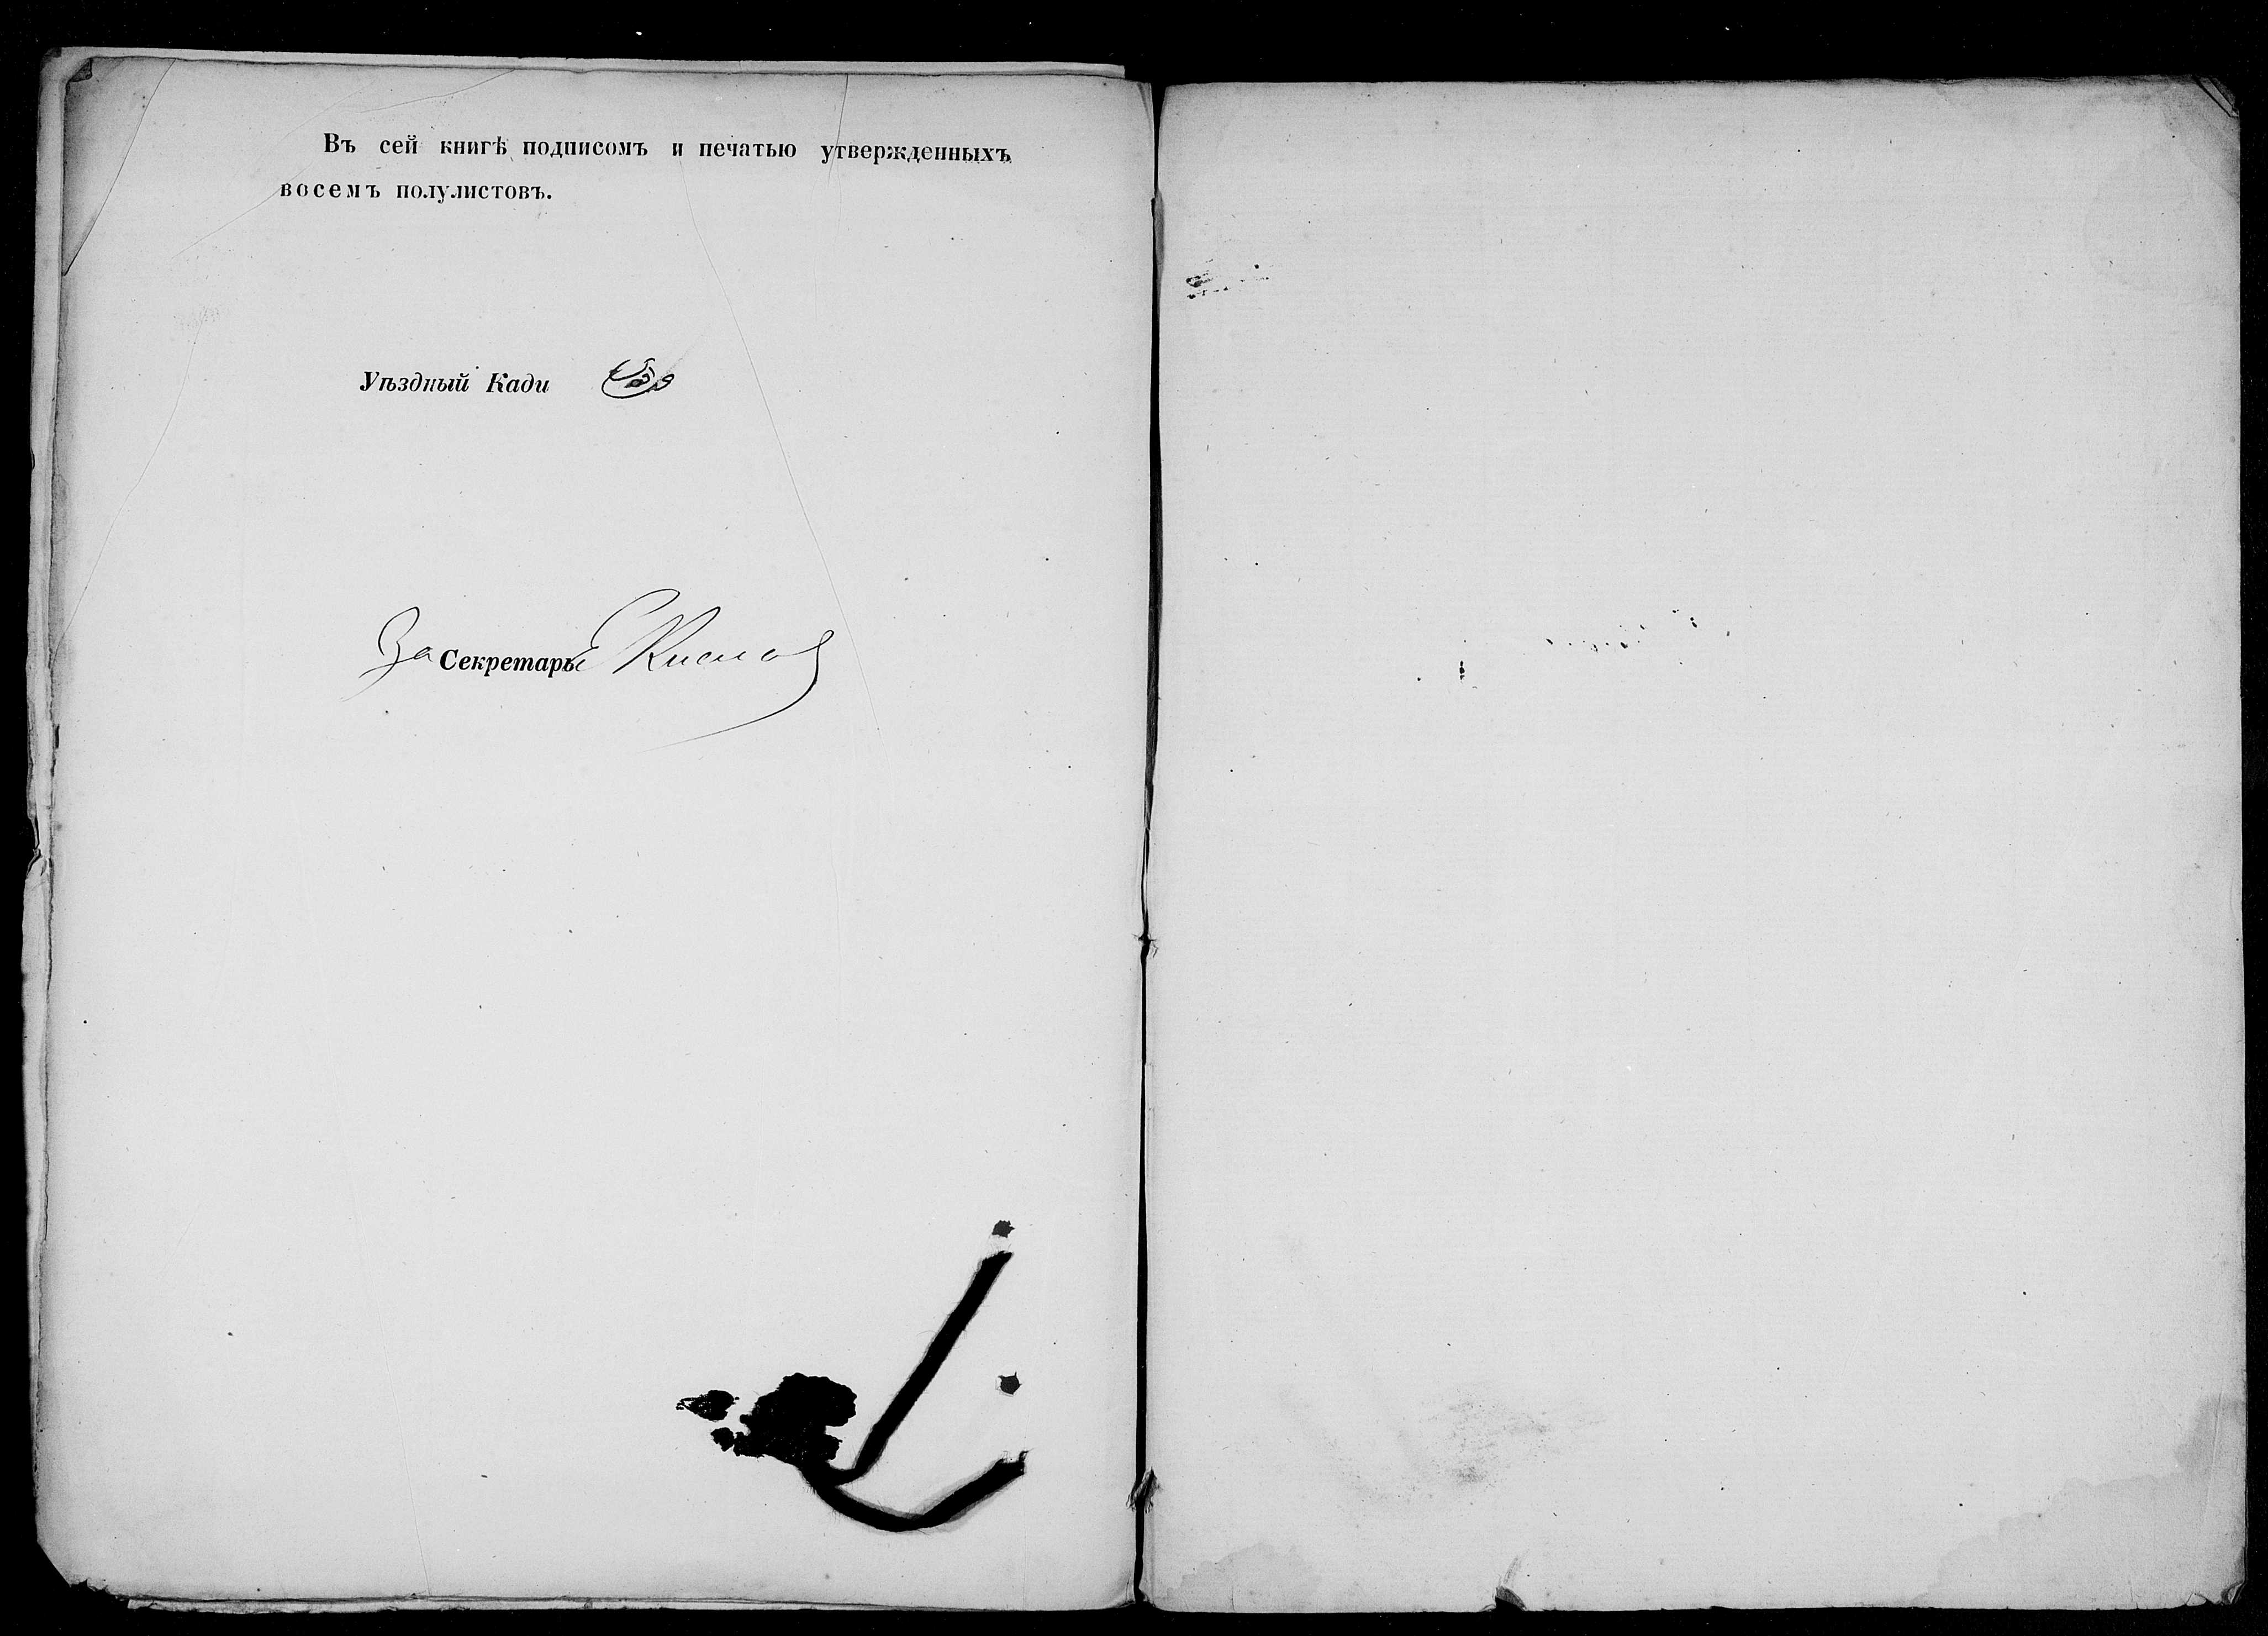 Въ сей книгѣ подписомъ и печатью утвержденныхъ
восемъ полулистовъ.
Уѣздный Кади
За Секретарь